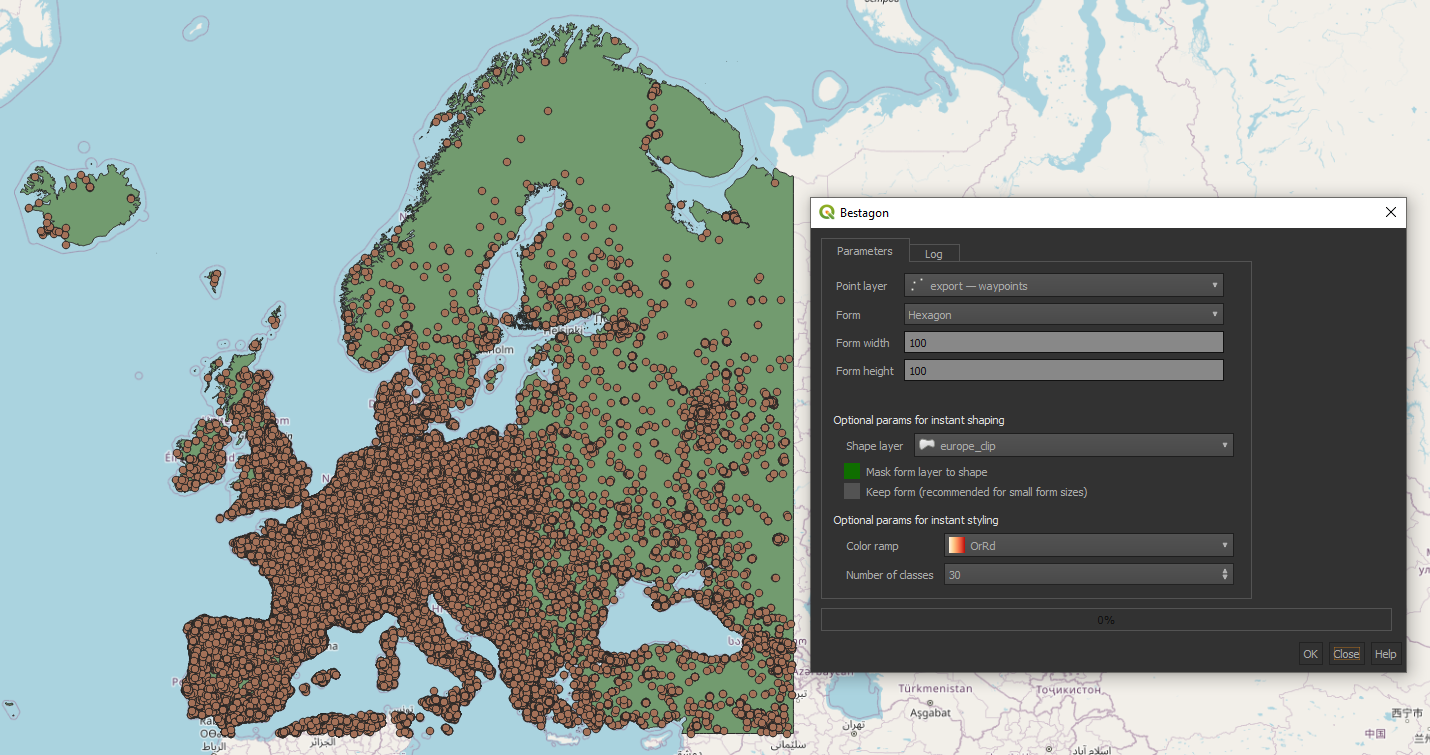 Bestagon
Parameters
Log
Point layer
export — waypoints
Form
Hexagon
Form width
100
Form height
100
Optional params for instant shaping
Shape layer
europe_clip
Mask form layer to shape
Keep form (recommended for small form sizes)
Optional params for instant styling
Color ramp
OrRd
Number of classes
30
0%
OK
Close
Help
Helsinki
holm
Türkmenistan
Aşgabat
Тоҷикистон
تهران
الجزائر
الرباط
اسلام آباد
西宁市
中国